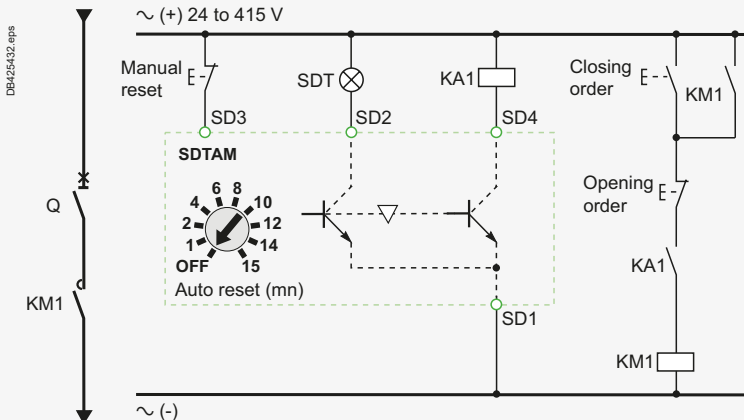 ∼ (+) 24 to 415 V
DB425432.eps
Manual
reset
SDT
KA1
Closing
order
KM1
SD3
SD2
SD4
SDTAM
Q
6
8
4
10
2
12
1
14
OFF
15
Auto reset (mn)
Opening
order
KA1
KM1
SD1
KM1
∼ (-)